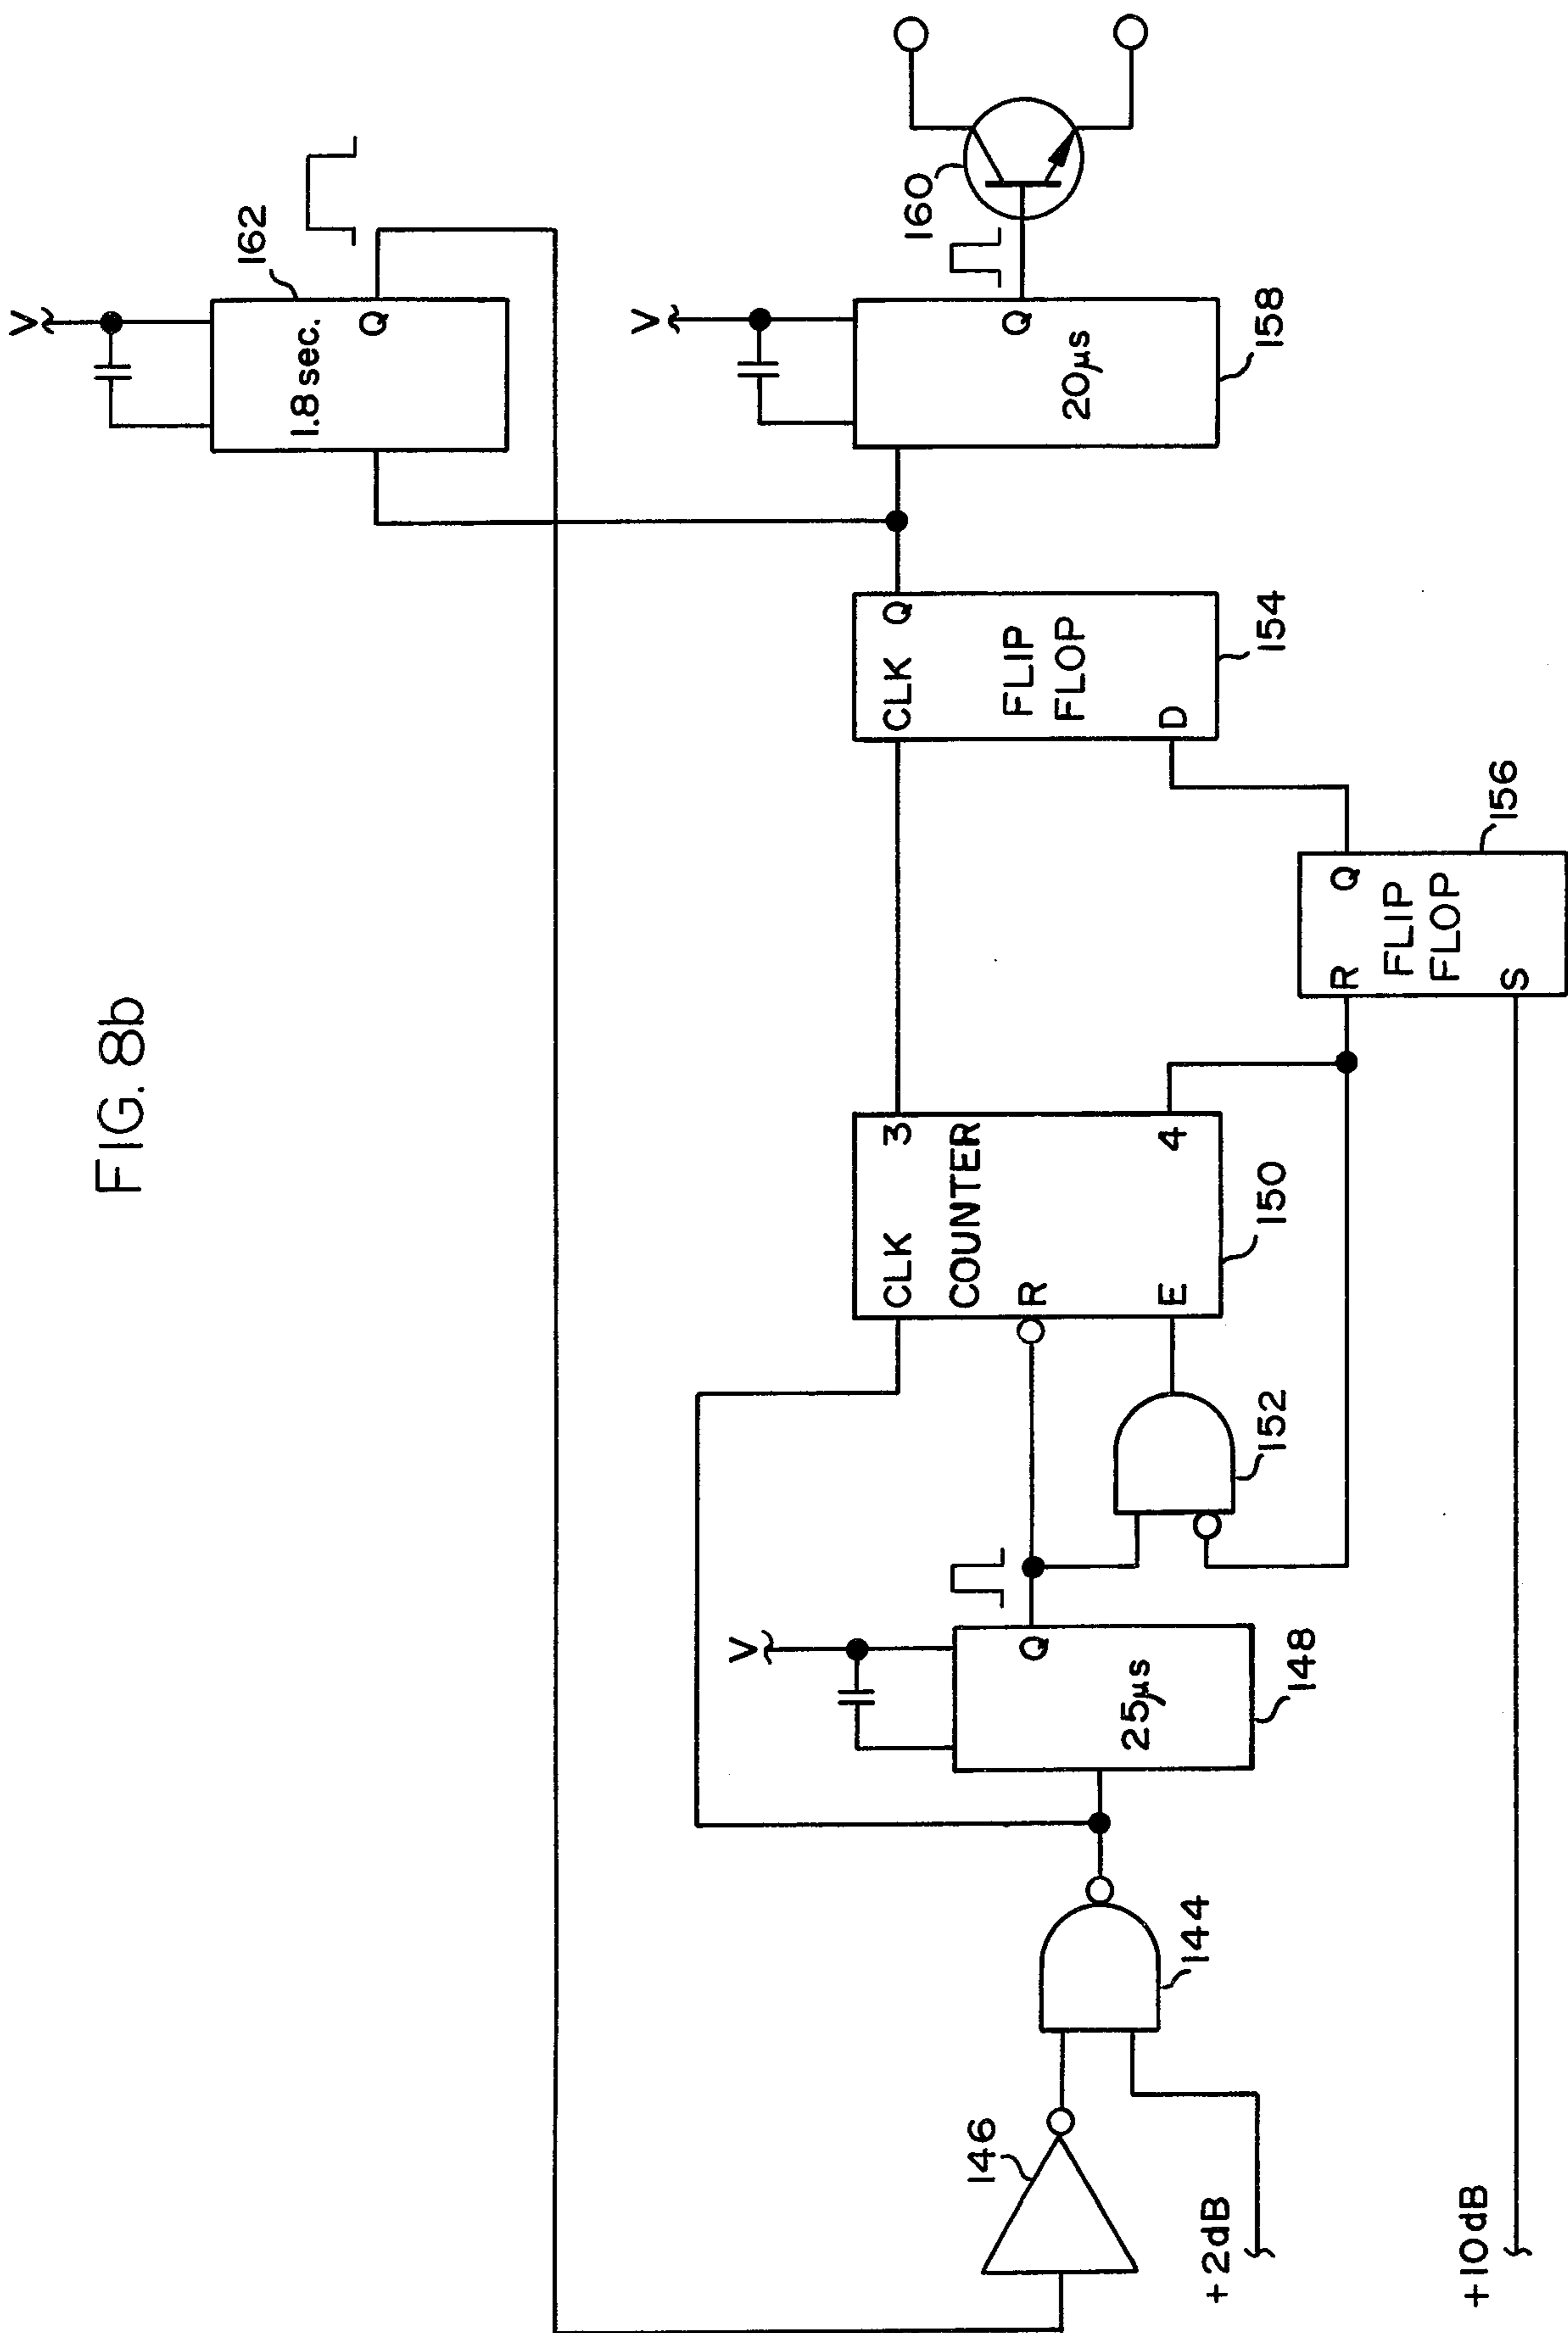 FIG. 8b
V
162
1.8 sec.
Q
V
160
20µs
Q
158
CLK Q
FLIP
FLOP
D
154
R Q
FLIP
FLOP
S
156
CLK 3
COUNTER
R
E 4
150
152
V
Q
25µs
148
144
146
+2dB
+10dB